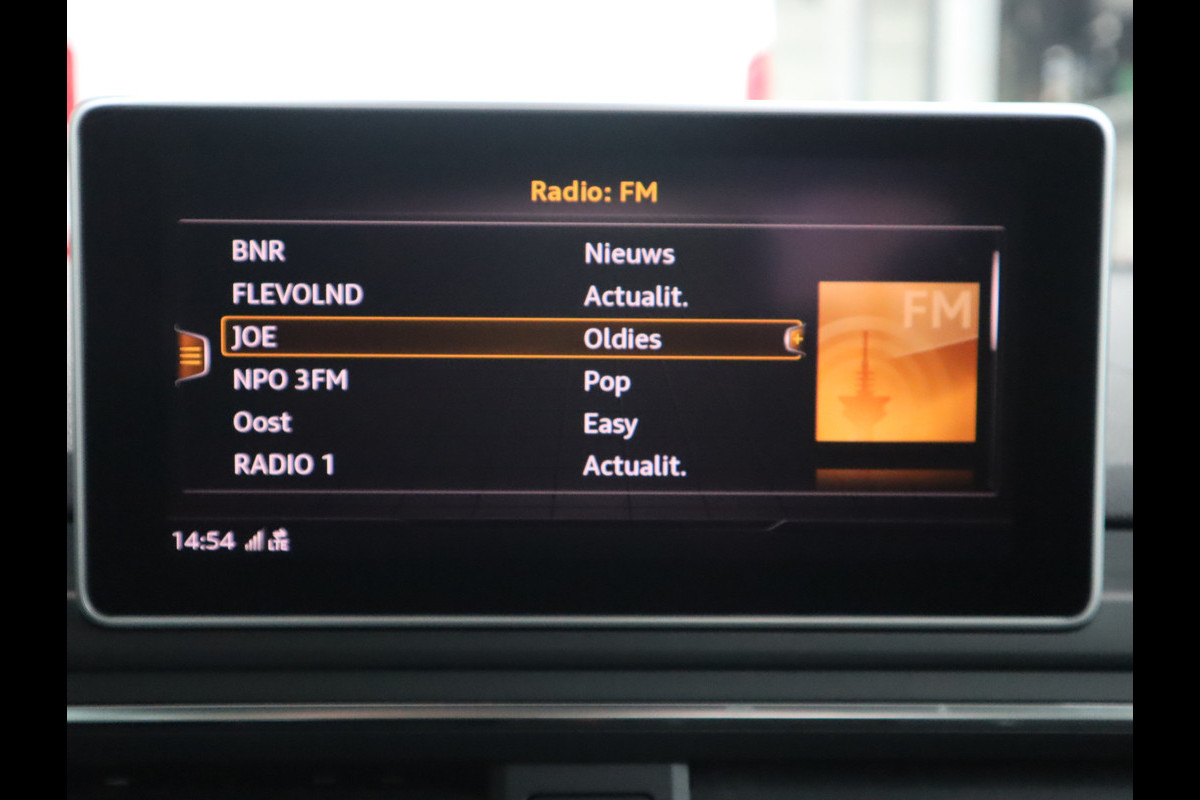 Radio: FM
BNR Nieuws
FLEVOLND Actualit.
JOE Oldies
NPO 3FM Pop
Oost Easy
RADIO 1 Actualit.
FM
14:54 LTE